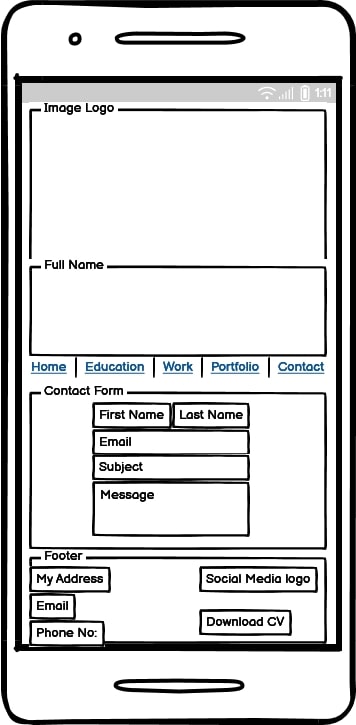 1:11
Image Logo
Full Name
Home Education Work Portfolio Contact
Contact Form
First Name Last Name
Email
Subject
Message
Footer
My Address Social Media logo
Email
Download CV
Phone No: